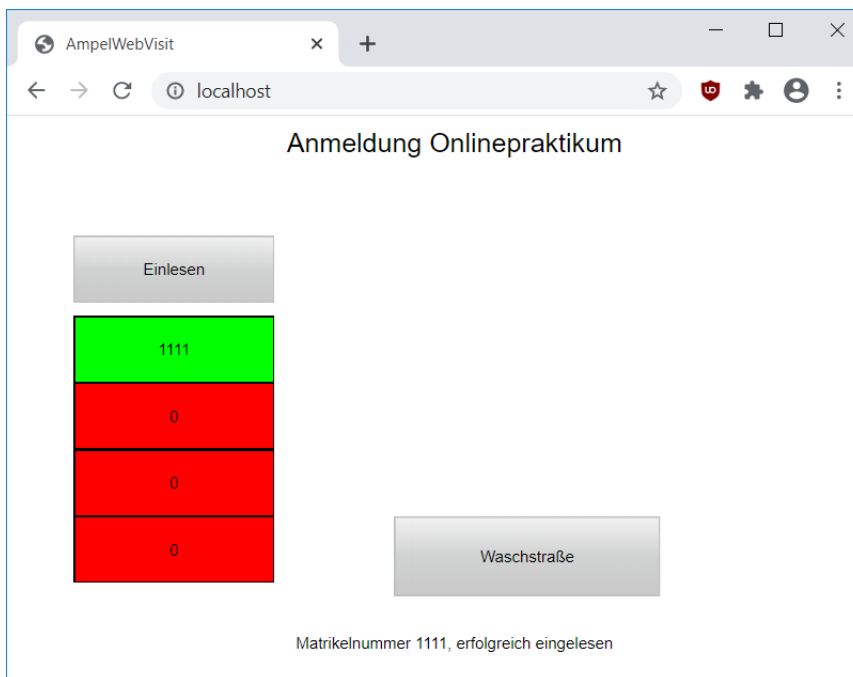 AmpelWebVisit
localhost
Anmeldung Onlinepraktikum
Einlesen
1111
0
0
0
Waschstraße
Matrikelnummer 1111, erfolgreich eingelesen